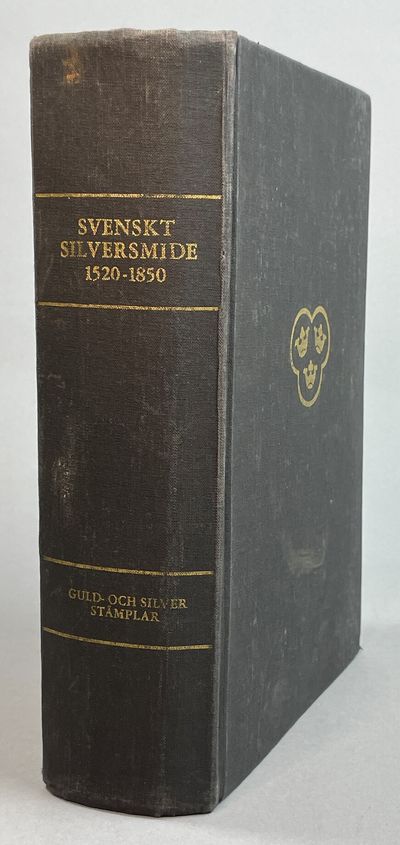 SVENSKT
SILVERSMIDE
1520-1850
GULD- OCH SILVER
STÄMPLAR